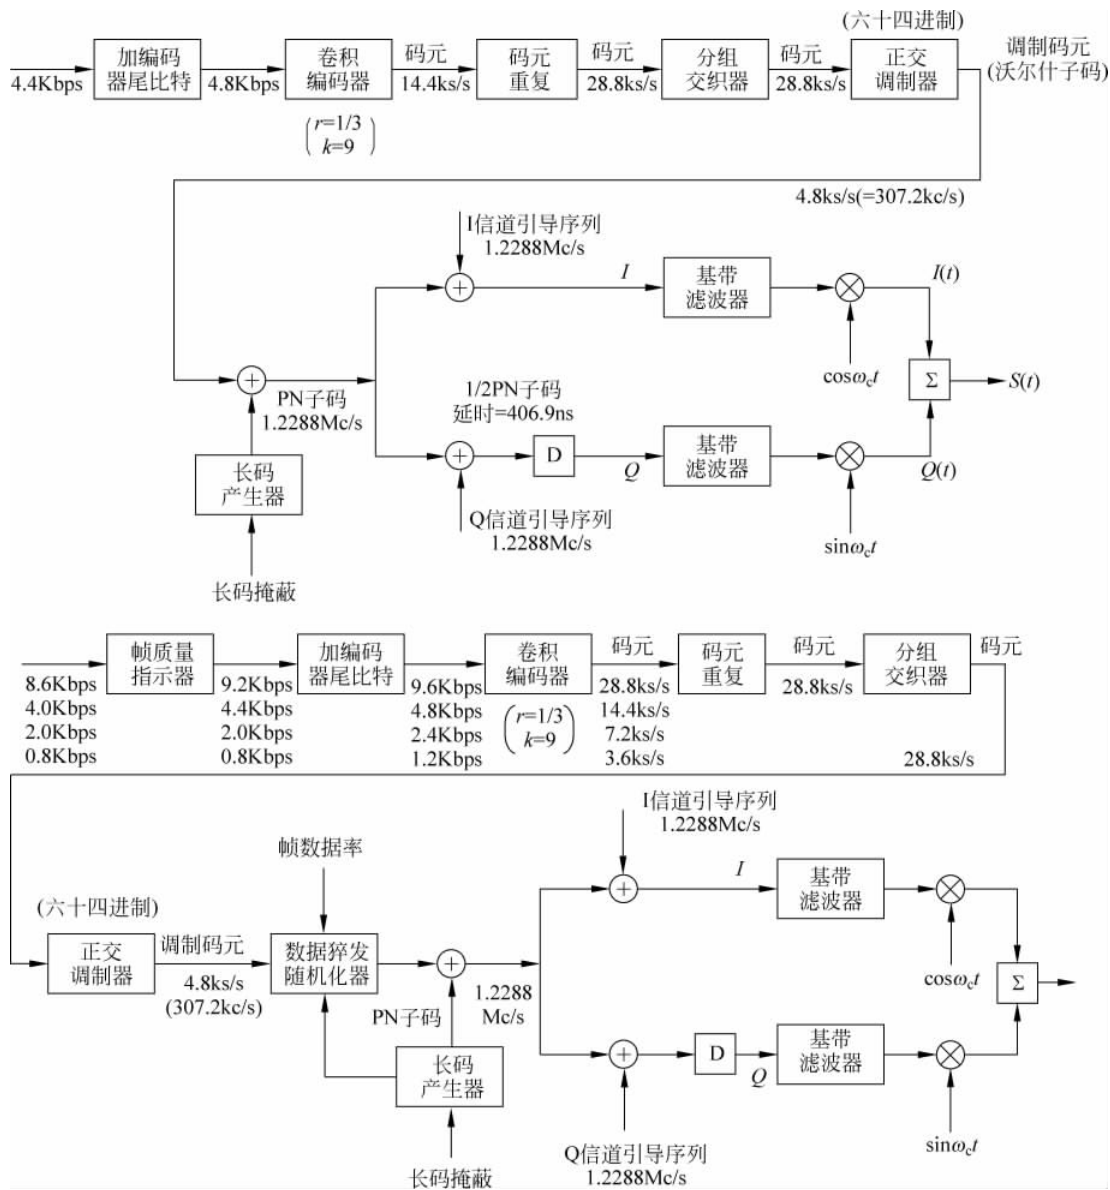 (六十四进制)
加编码
器尾比特
卷积
编码器
码元
码元
重复
码元
分组
交织器
码元
正交
调制器
调制码元
(沃尔什子码)
4.4Kbps
4.8Kbps
14.4ks/s
28.8ks/s
28.8ks/s
r=1/3
k=9
4.8ks/s(=307.2kc/s)
I信道引导序列
1.2288Mc/s
I
基带
滤波器
I(t)
cosωct
Σ
S(t)
PN子码
1.2288Mc/s
1/2PN子码
延时=406.9ns
D
Q
基带
滤波器
Q(t)
长码
产生器
Q信道引导序列
1.2288Mc/s
sinωct
长码掩蔽
帧质量
指示器
加编码
器尾比特
卷积
编码器
码元
码元
重复
码元
分组
交织器
码元
8.6Kbps
9.2Kbps
9.6Kbps
28.8ks/s
28.8ks/s
4.0Kbps
4.4Kbps
4.8Kbps
14.4ks/s
2.0Kbps
2.0Kbps
2.4Kbps
7.2ks/s
0.8Kbps
0.8Kbps
1.2Kbps
3.6ks/s
r=1/3
k=9
28.8ks/s
I信道引导序列
1.2288Mc/s
帧数据率
I
基带
滤波器
(六十四进制)
正交
调制器
调制码元
4.8ks/s
(307.2kc/s)
数据猝发
随机化器
1.2288
Mc/s
PN子码
cosωct
Σ
长码
产生器
D
Q
基带
滤波器
Q信道引导序列
1.2288Mc/s
sinωct
长码掩蔽